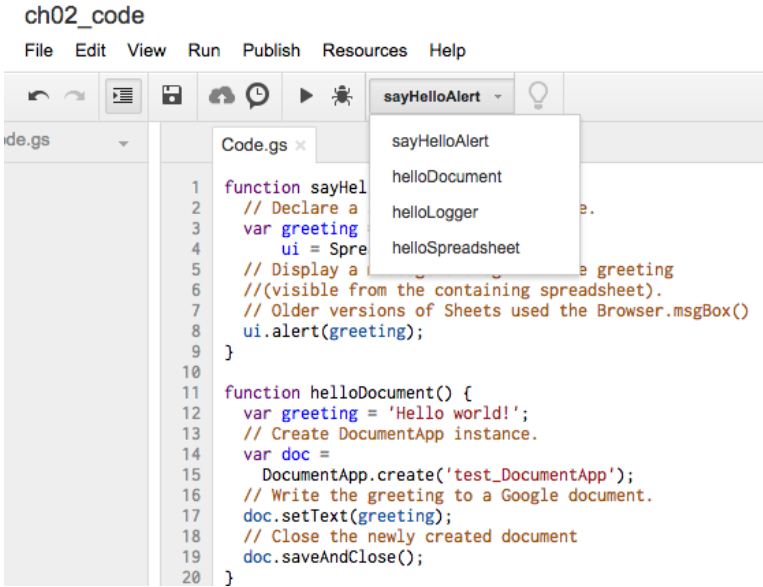 ch02_code
File Edit View Run Publish Resources Help
sayHelloAlert
Code.gs
sayHelloAlert
helloDocument
helloLogger
helloSpreadsheet
1 function sayHel
2 // Declare a e.
3 var greeting
4 ui = Spre
5 // Display a e greeting
6 //(visible from the containing spreadsheet).
7 // Older versions of Sheets used the Browser.msgBox()
8 ui.alert(greeting);
9 }
10
11 function helloDocument() {
12 var greeting = 'Hello world!';
13 // Create DocumentApp instance.
14 var doc =
15 DocumentApp.create('test_DocumentApp');
16 // Write the greeting to a Google document.
17 doc.setText(greeting);
18 // Close the newly created document
19 doc.saveAndClose();
20 }